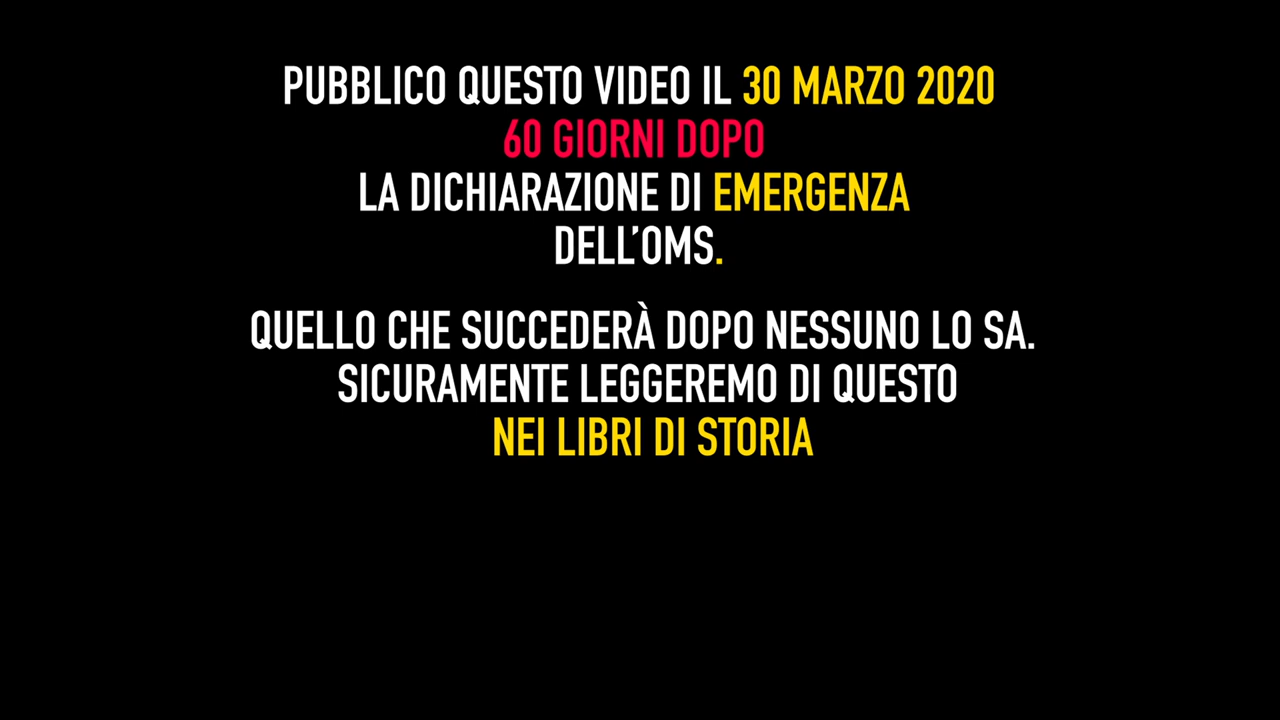 PUBBLICO QUESTO VIDEO IL 30 MARZO 2020
60 GIORNI DOPO
LA DICHIARAZIONE DI EMERGENZA
DELL’OMS.
QUELLO CHE SUCCEDERÀ DOPO NESSUNO LO SA.
SICURAMENTE LEGGEREMO DI QUESTO
NEI LIBRI DI STORIA